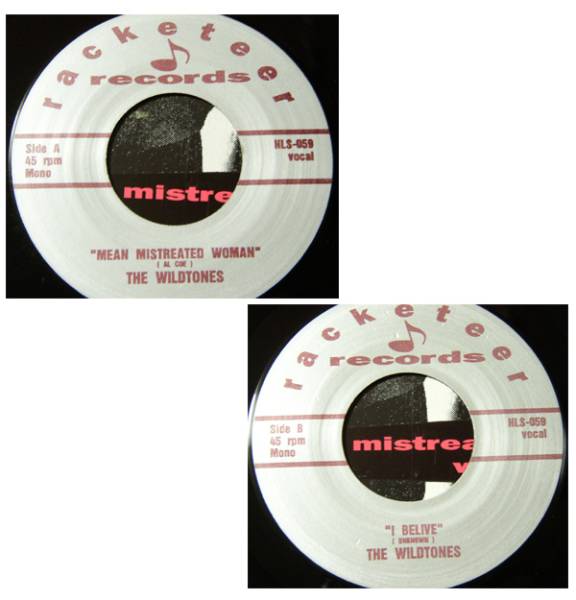 racketeer
records
Side A
45 rpm
Mono
HLS-059
vocal
mistre
"MEAN MISTREATED WOMAN"
( AL COE )
THE WILDTONES
racketeer
records
Side B
45 rpm
Mono
HLS-059
vocal
mistrea
"I BELIVE"
( UNKNOWN )
THE WILDTONES